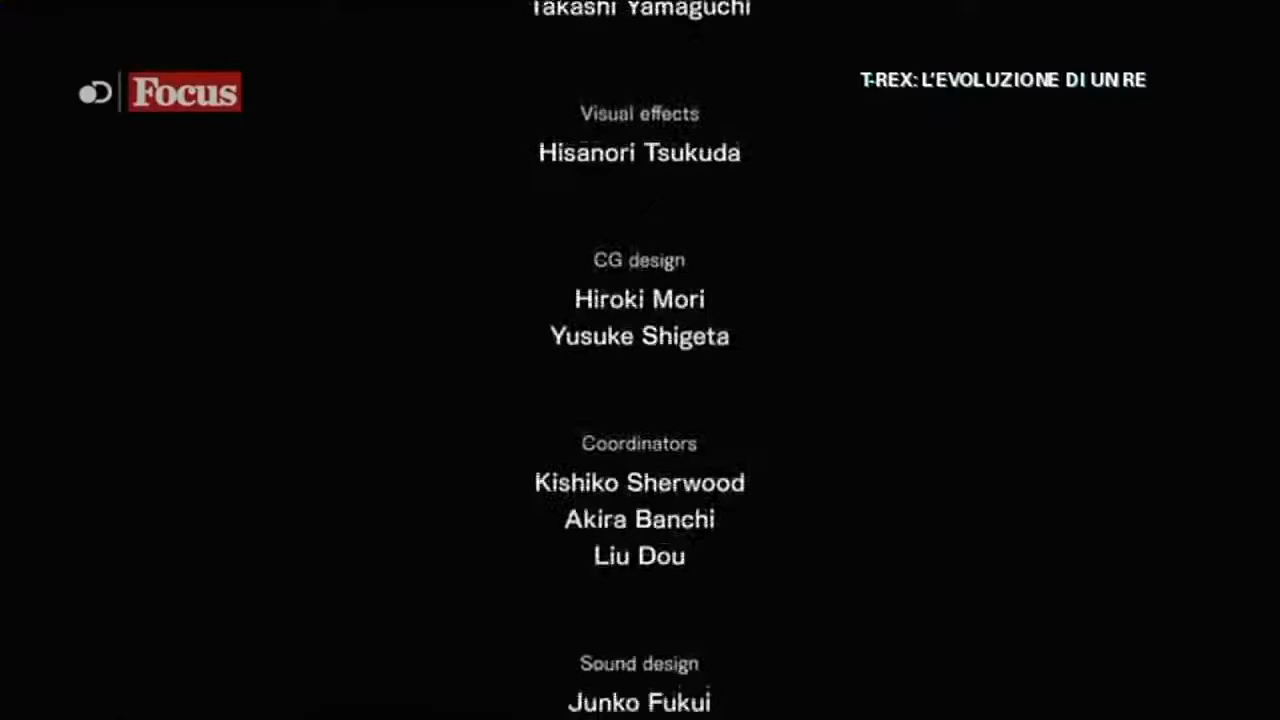 Takashi Yamaguchi
Focus
T-REX: L'EVOLUZIONE DI UN RE
Visual effects
Hisanori Tsukuda
CG design
Hiroki Mori
Yusuke Shigeta
Coordinators
Kishiko Sherwood
Akira Banchi
Liu Dou
Sound design
Junko Fukui